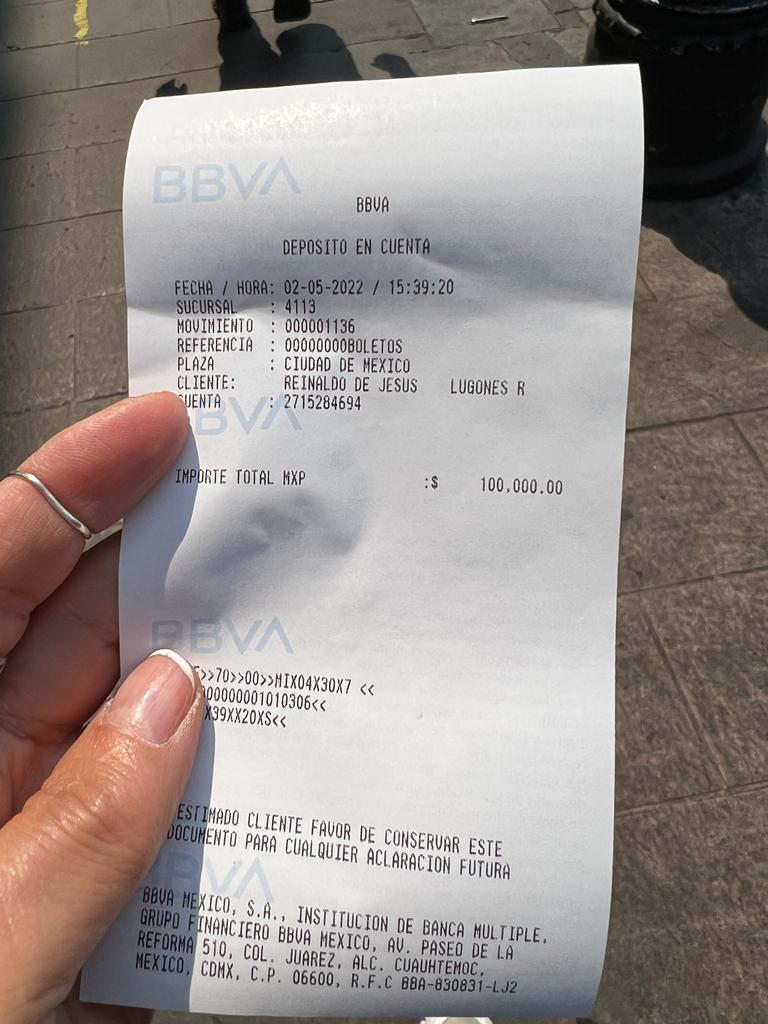 BBVA
BBVA
DEPOSITO EN CUENTA
FECHA / HORA: 02-05-2022 / 15:39:20
SUCURSAL : 4113
MOVIMIENTO : 000001136
REFERENCIA : 00000000BOLETOS
PLAZA : CIUDAD DE MEXICO
CLIENTE: REINALDO DE JESUS LUGONES R
CUENTA : 2715284694
BBVA
IMPORTE TOTAL MXP :$ 100,000.00
BBVA
>>70>>00>>MIX04X30X7 <<
000000001010306<<
X39XX20XS<<
ESTIMADO CLIENTE FAVOR DE CONSERVAR ESTE
DOCUMENTO PARA CUALQUIER ACLARACION FUTURA
BBVA
BBVA MEXICO, S.A., INSTITUCION DE BANCA MULTIPLE,
GRUPO FINANCIERO BBVA MEXICO, AV. PASEO DE LA
REFORMA 510, COL. JUAREZ, ALC. CUAUHTEMOC,
MEXICO, CDMX, C.P. 06600, R.F.C BBA-830831-LJ2